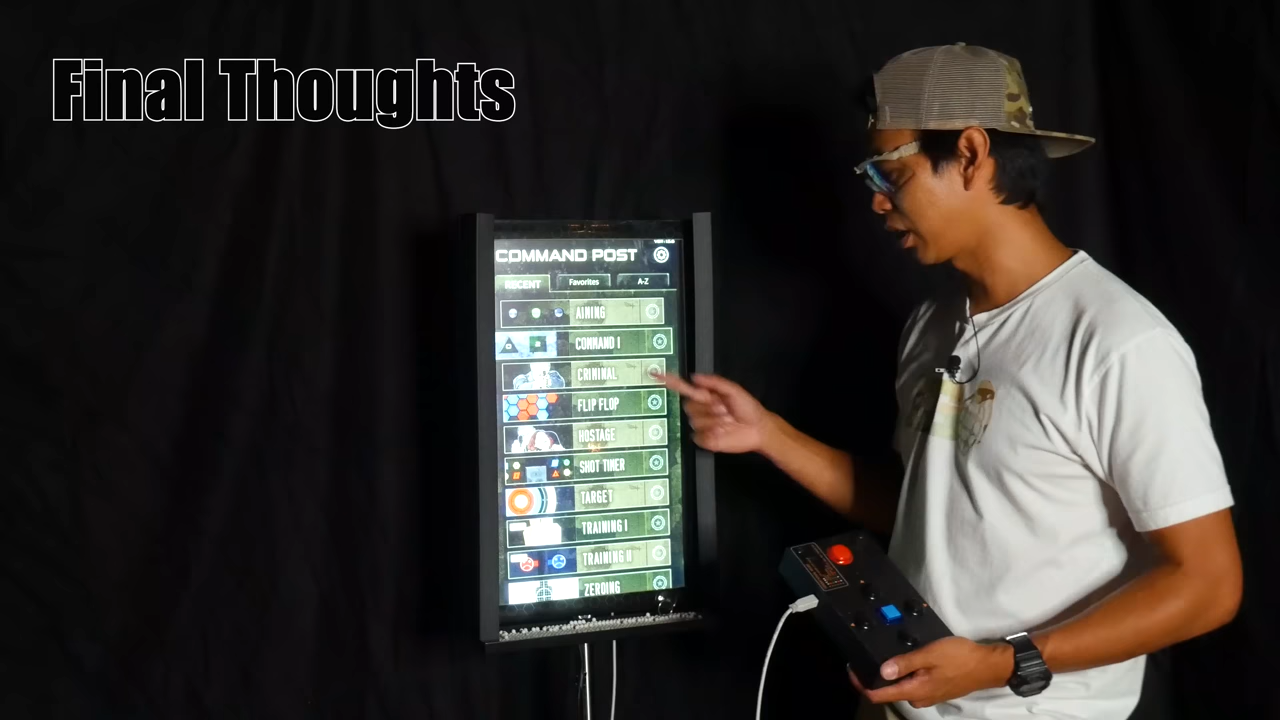 Final Thoughts
COMMAND POST
RECENT Favorites A-Z
AIMING
COMMAND I
CRIMINAL
FLIP FLOP
HOSTAGE
SHOT TIMER
TARGET
TRAINING I
TRAINING II
ZEROING